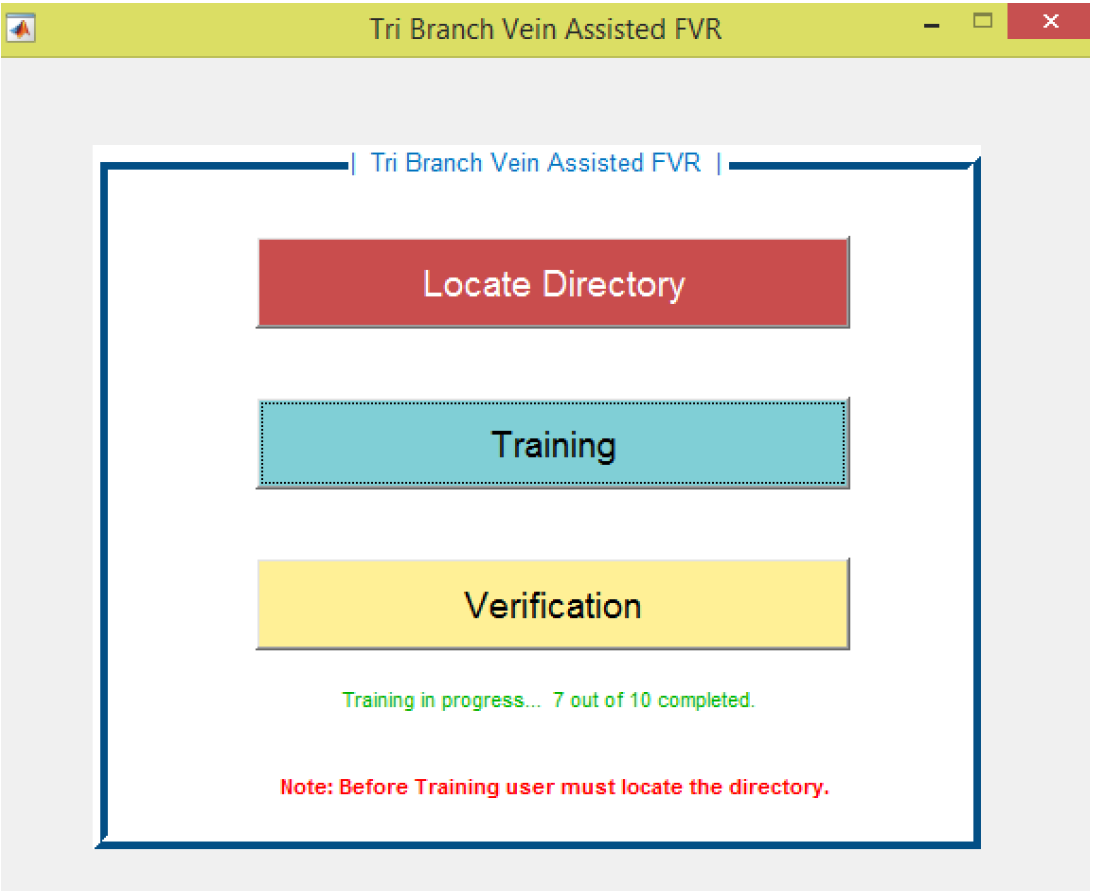 Tri Branch Vein Assisted FVR
| Tri Branch Vein Assisted FVR |
Locate Directory
Training
Verification
Training in progress... 7 out of 10 completed.
Note: Before Training user must locate the directory.